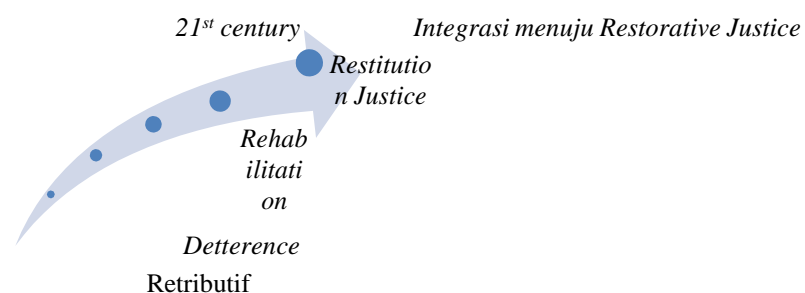 21st century Integrasi menuju Restorative Justice
Restitutio
n Justice
Rehab
ilitati
on
Detterence
Retributif